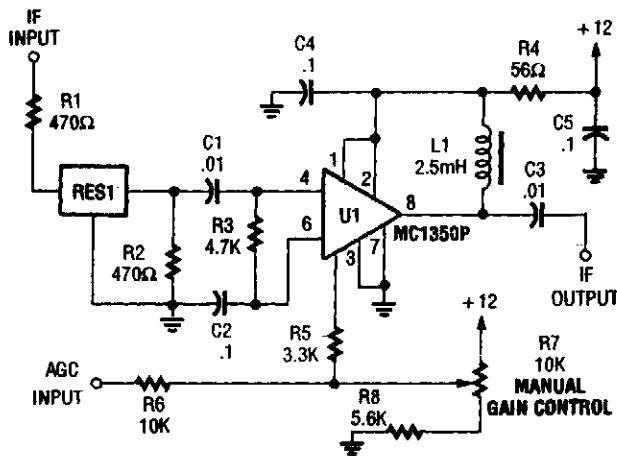 IF
INPUT
R1
470Ω
RES1
C1
.01
R2
470Ω
R3
4.7K
C2
.1
C4
.1
1
2
4
6
U1
8
7
3
MC1350P
R4
56Ω
+12
C5
.1
L1
2.5mH
C3
.01
IF
OUTPUT
R5
3.3K
+12
R7
10K
MANUAL
GAIN CONTROL
AGC
INPUT
R6
10K
R8
5.6K